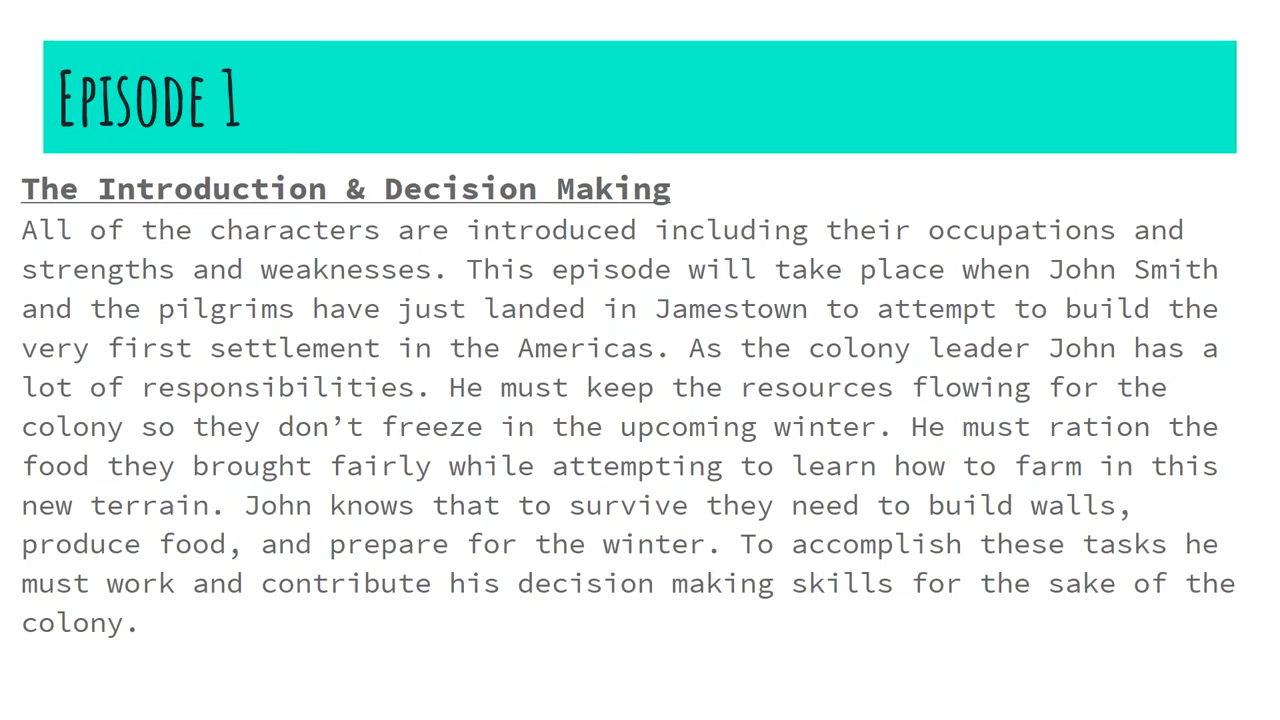 Episode 1
The Introduction & Decision Making
All of the characters are introduced including their occupations and
strengths and weaknesses. This episode will take place when John Smith
and the pilgrims have just landed in Jamestown to attempt to build the
very first settlement in the Americas. As the colony leader John has a
lot of responsibilities. He must keep the resources flowing for the
colony so they don’t freeze in the upcoming winter. He must ration the
food they brought fairly while attempting to learn how to farm in this
new terrain. John knows that to survive they need to build walls,
produce food, and prepare for the winter. To accomplish these tasks he
must work and contribute his decision making skills for the sake of the
colony.